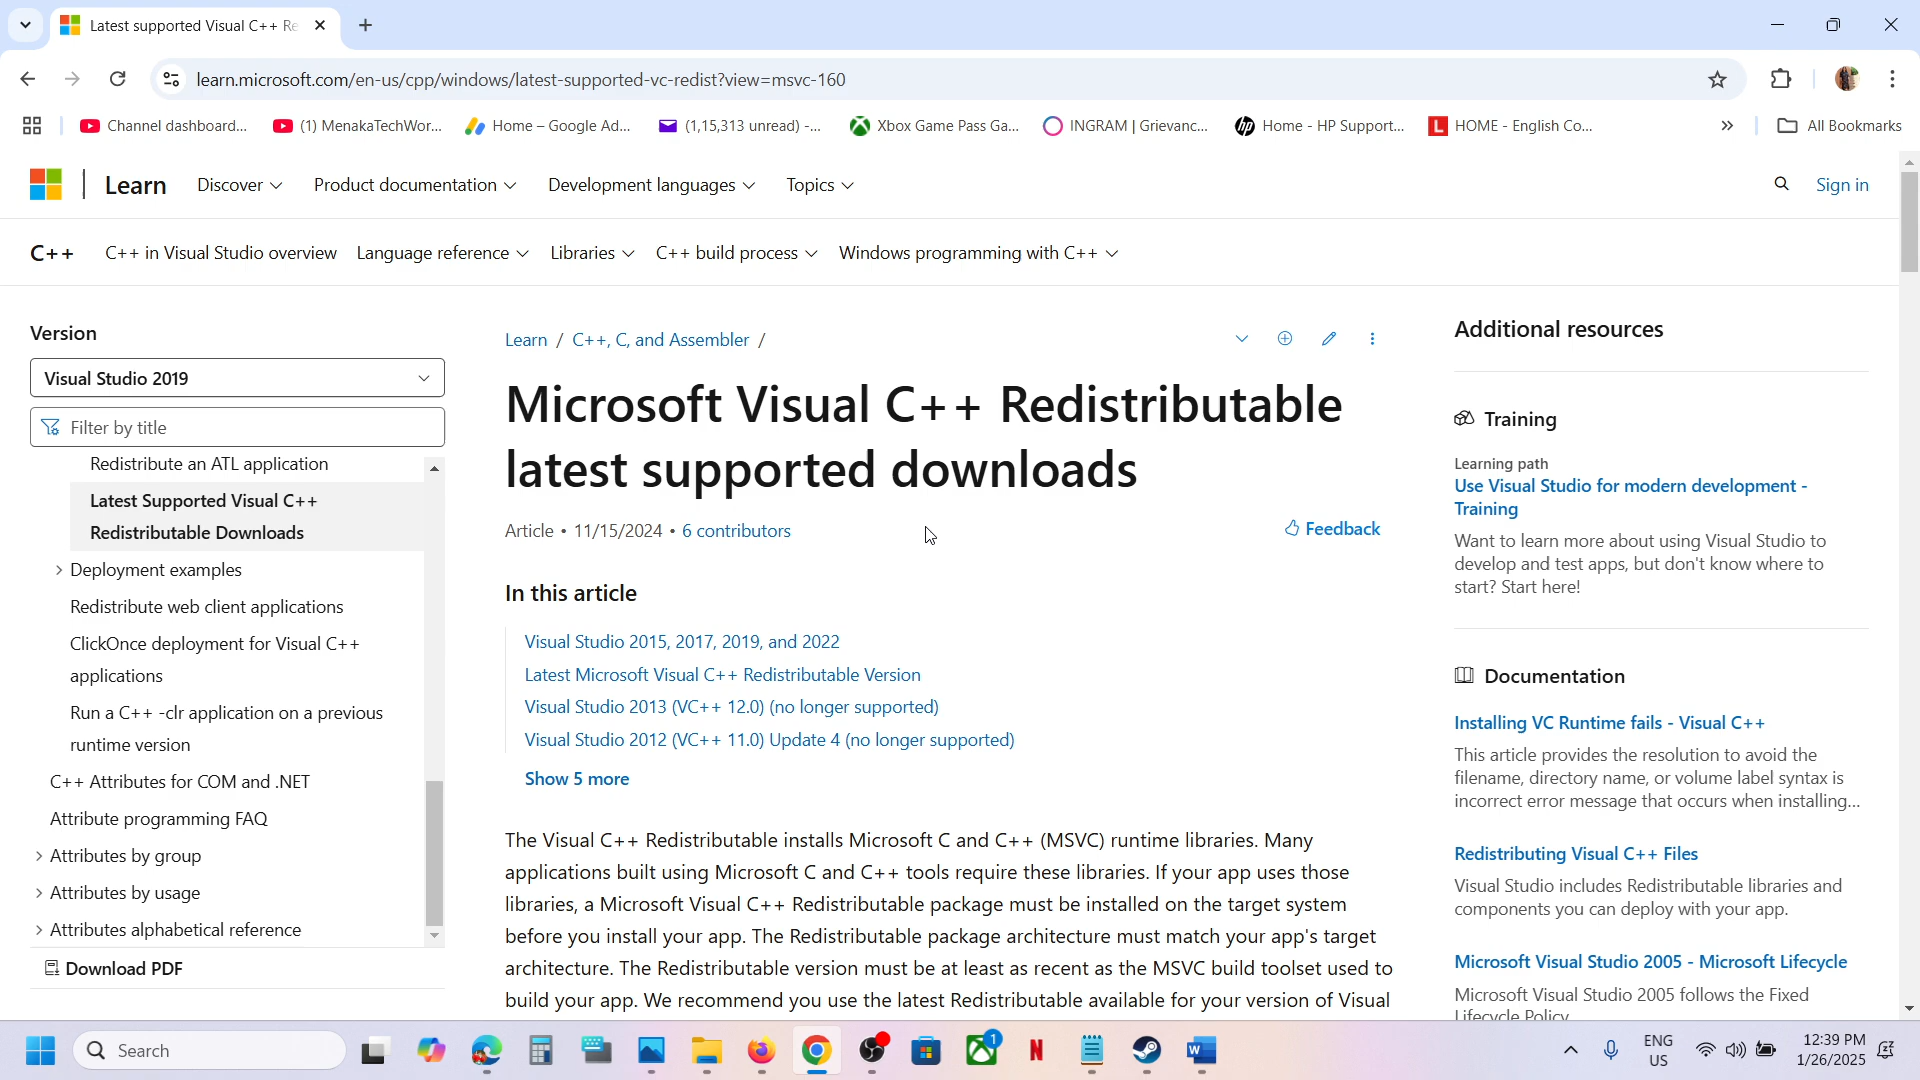 Latest supported Visual C++ Re
learn.microsoft.com/en-us/cpp/windows/latest-supported-vc-redist?view=msvc-160
Channel dashboard...
(1) MenakaTechWor...
Home – Google Ad...
(1,15,313 unread) -...
Xbox Game Pass Ga...
INGRAM | Grievanc...
Home - HP Support...
HOME - English Co...
All Bookmarks
Learn
Discover
Product documentation
Development languages
Topics
Sign in
C++
C++ in Visual Studio overview
Language reference
Libraries
C++ build process
Windows programming with C++
Version
Visual Studio 2019
Filter by title
Redistribute an ATL application
Latest Supported Visual C++
Redistributable Downloads
Deployment examples
Redistribute web client applications
ClickOnce deployment for Visual C++
applications
Run a C++ -clr application on a previous
runtime version
C++ Attributes for COM and .NET
Attribute programming FAQ
Attributes by group
Attributes by usage
Attributes alphabetical reference
Download PDF
Learn / C++, C, and Assembler /
Microsoft Visual C++ Redistributable
latest supported downloads
Article • 11/15/2024 • 6 contributors
Feedback
In this article
Visual Studio 2015, 2017, 2019, and 2022
Latest Microsoft Visual C++ Redistributable Version
Visual Studio 2013 (VC++ 12.0) (no longer supported)
Visual Studio 2012 (VC++ 11.0) Update 4 (no longer supported)
Show 5 more
The Visual C++ Redistributable installs Microsoft C and C++ (MSVC) runtime libraries. Many
applications built using Microsoft C and C++ tools require these libraries. If your app uses those
libraries, a Microsoft Visual C++ Redistributable package must be installed on the target system
before you install your app. The Redistributable package architecture must match your app's target
architecture. The Redistributable version must be at least as recent as the MSVC build toolset used to
build your app. We recommend you use the latest Redistributable available for your version of Visual
Additional resources
Training
Learning path
Use Visual Studio for modern development -
Training
Want to learn more about using Visual Studio to
develop and test apps, but don't know where to
start? Start here!
Documentation
Installing VC Runtime fails - Visual C++
This article provides the resolution to avoid the
filename, directory name, or volume label syntax is
incorrect error message that occurs when installing...
Redistributing Visual C++ Files
Visual Studio includes Redistributable libraries and
components you can deploy with your app.
Microsoft Visual Studio 2005 - Microsoft Lifecycle
Microsoft Visual Studio 2005 follows the Fixed
Lifecycle Policy.
Search
1
ENG
US
12:39 PM
1/26/2025